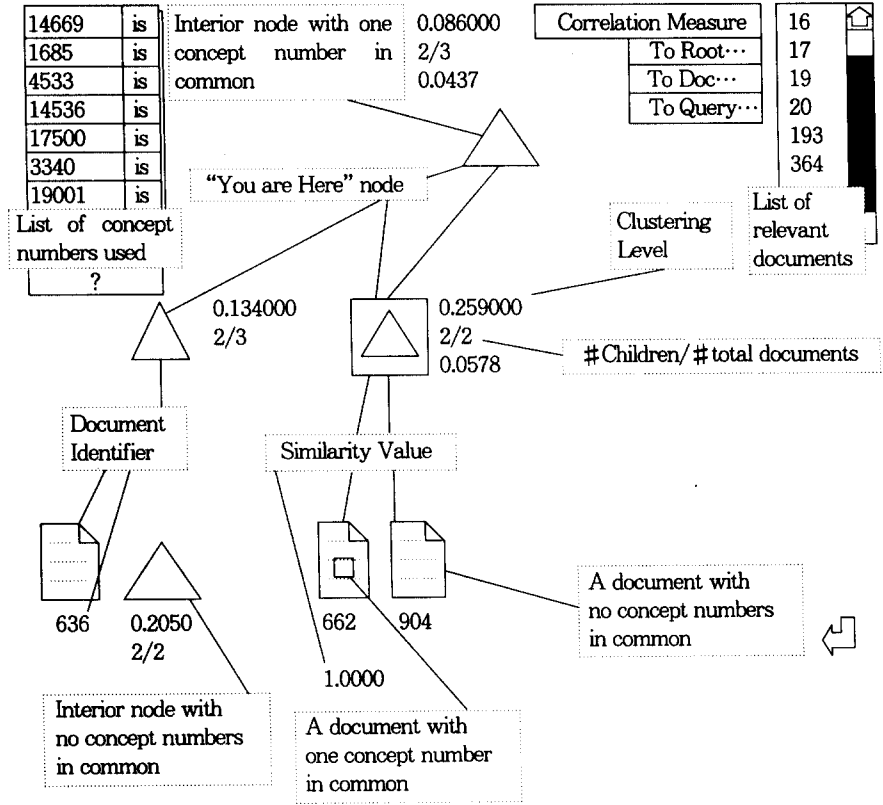 14669 is
1685 is
4533 is
14536 is
17500 is
3340 is
19001 is
List of concept
numbers used
?
Interior node with one
concept number in
common
0.086000
2/3
0.0437
Correlation Measure
To Root···
To Doc···
To Query···
16
17
19
20
193
364
List of
relevant
documents
"You are Here" node
Clustering
Level
0.134000
2/3
0.259000
2/2
0.0578
#Children/#total documents
Document
Identifier
Similarity Value
636
0.2050
2/2
662
904
1.0000
A document with
no concept numbers
in common
Interior node with
no concept numbers
in common
A document with
one concept number
in common